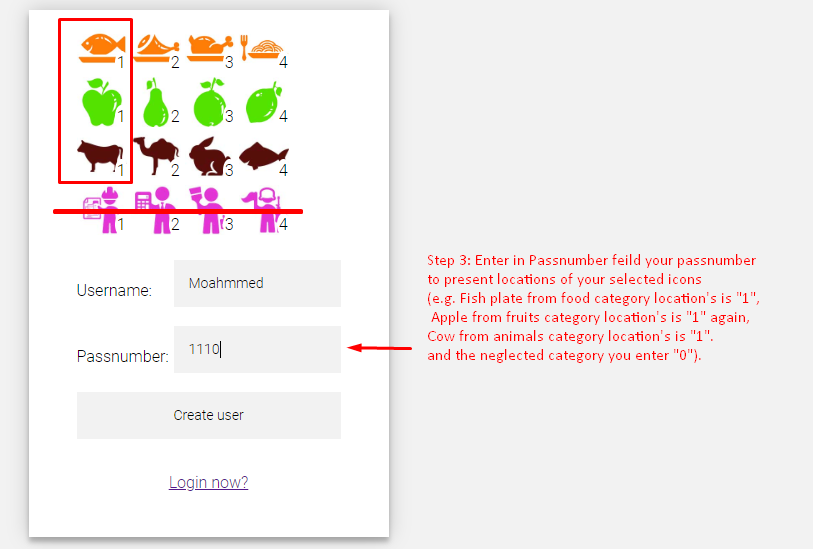 1 2 3 4
1 2 3 4
1 2 3 4
1 2 3 4
Step 3: Enter in Passnumber feild your passnumber
to present locations of your selected icons
(e.g. Fish plate from food category location's is "1",
Apple from fruits category location's is "1" again,
Cow from animals category location's is "1".
and the neglected category you enter "0").
Username: Moahmmed
Passnumber: 1110
Create user
Login now?